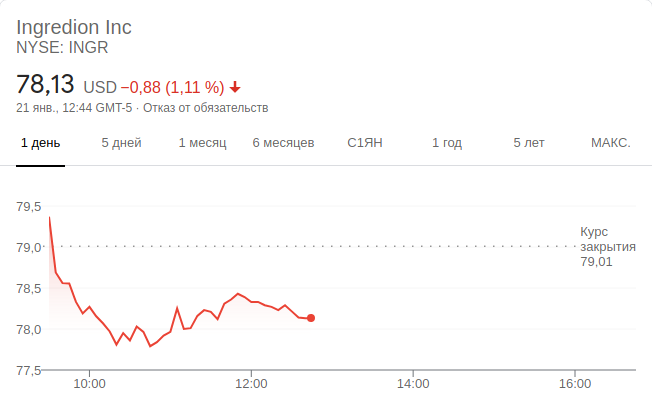 Ingredion Inc
NYSE: INGR
78,13 USD −0,88 (1,11 %)
21 янв., 12:44 GMT-5 · Отказ от обязательств
1 день 5 дней 1 месяц 6 месяцев С1ЯН 1 год 5 лет МАКС.
79,5
79,0
78,5
78,0
77,5
Курс
закрытия
79,01
10:00 12:00 14:00 16:00